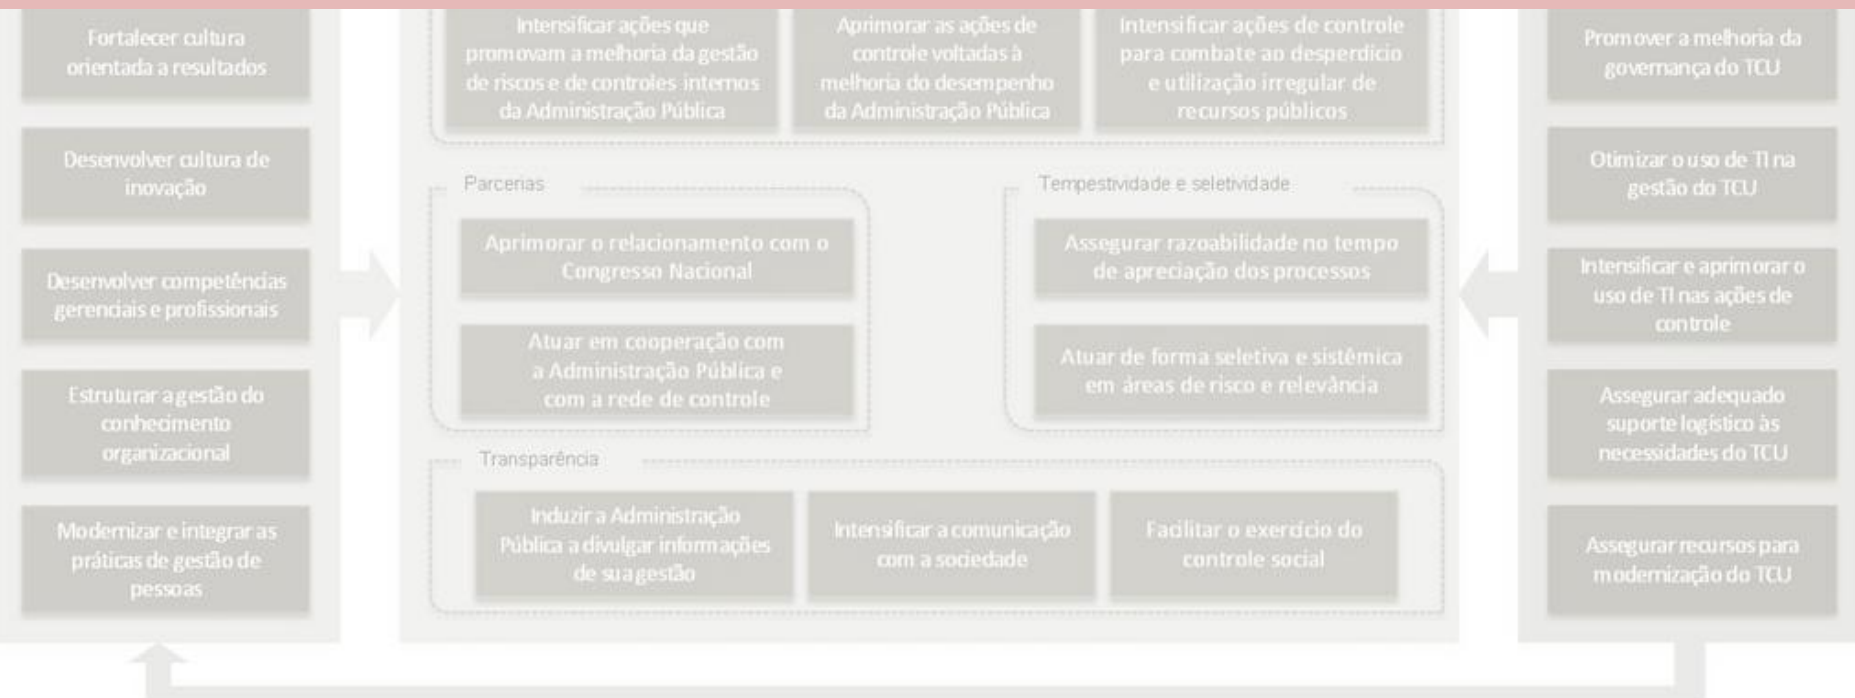 Fortalecer cultura
orientada a resultados
Desenvolver cultura de
inovação
Desenvolver competências
gerenciais e profissionais
Estruturar a gestão do
conhecimento
organizacional
Modernizar e integrar as
práticas de gestão de
pessoas
Intensificar ações que
promovam a melhoria da gestão
de riscos e de controles internos
da Administração Pública
Aprimorar as ações de
controle voltadas à
melhoria do desempenho
da Administração Pública
Intensificar ações de controle
para combate ao desperdício
e utilização irregular de
recursos públicos
Parcerias
Aprimorar o relacionamento com o
Congresso Nacional
Atuar em cooperação com
a Administração Pública e
com a rede de controle
Tempestividade e seletividade
Assegurar razoabilidade no tempo
de apreciação dos processos
Atuar de forma seletiva e sistêmica
em áreas de risco e relevância
Transparência
Induzir a Administração
Pública a divulgar informações
de sua gestão
Intensificar a comunicação
com a sociedade
Facilitar o exercício do
controle social
Promover a melhoria da
governança do TCU
Otimizar o uso de TI na
gestão do TCU
Intensificar e aprimorar o
uso de TI nas ações de
controle
Assegurar adequado
suporte logístico às
necessidades do TCU
Assegurar recursos para
modernização do TCU